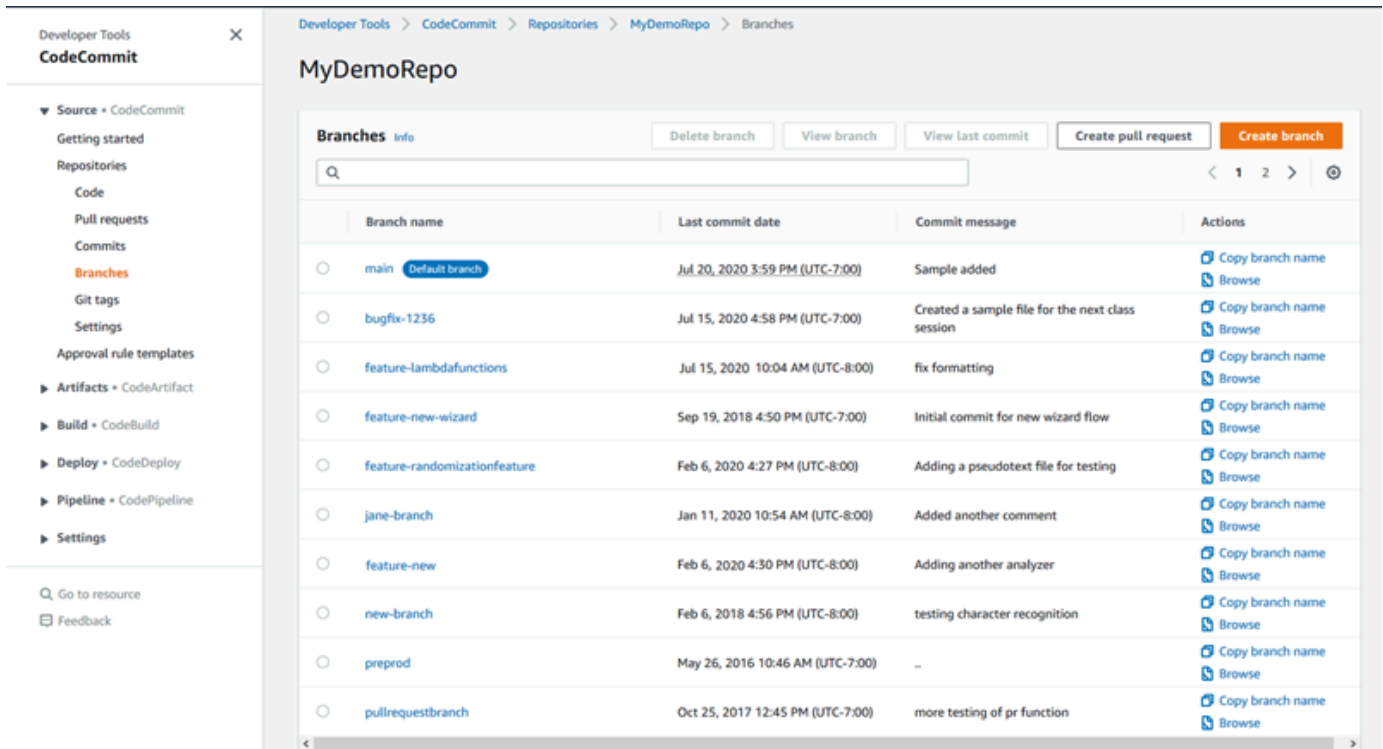 Developer Tools
CodeCommit
▼ Source • CodeCommit
Getting started
Repositories
Code
Pull requests
Commits
Branches
Git tags
Settings
Approval rule templates
▶ Artifacts • CodeArtifact
▶ Build • CodeBuild
▶ Deploy • CodeDeploy
▶ Pipeline • CodePipeline
▶ Settings
Go to resource
Feedback
Developer Tools > CodeCommit > Repositories > MyDemoRepo > Branches
MyDemoRepo
Branches Info Delete branch View branch View last commit Create pull request Create branch
< 1 2 >
Branch name Last commit date Commit message Actions
main Default branch Jul 20, 2020 3:59 PM (UTC-7:00) Sample added Copy branch name
Browse
bugfix-1236 Jul 15, 2020 4:58 PM (UTC-7:00) Created a sample file for the next class session Copy branch name
Browse
feature-lambdafunctions Jul 15, 2020 10:04 AM (UTC-8:00) fix formatting Copy branch name
Browse
feature-new-wizard Sep 19, 2018 4:50 PM (UTC-7:00) Initial commit for new wizard flow Copy branch name
Browse
feature-randomizationfeature Feb 6, 2020 4:27 PM (UTC-8:00) Adding a pseudotext file for testing Copy branch name
Browse
jane-branch Jan 11, 2020 10:54 AM (UTC-8:00) Added another comment Copy branch name
Browse
feature-new Feb 6, 2020 4:30 PM (UTC-8:00) Adding another analyzer Copy branch name
Browse
new-branch Feb 6, 2018 4:56 PM (UTC-8:00) testing character recognition Copy branch name
Browse
preprod May 26, 2016 10:46 AM (UTC-7:00) .. Copy branch name
Browse
pullrequestbranch Oct 25, 2017 12:45 PM (UTC-7:00) more testing of pr function Copy branch name
Browse